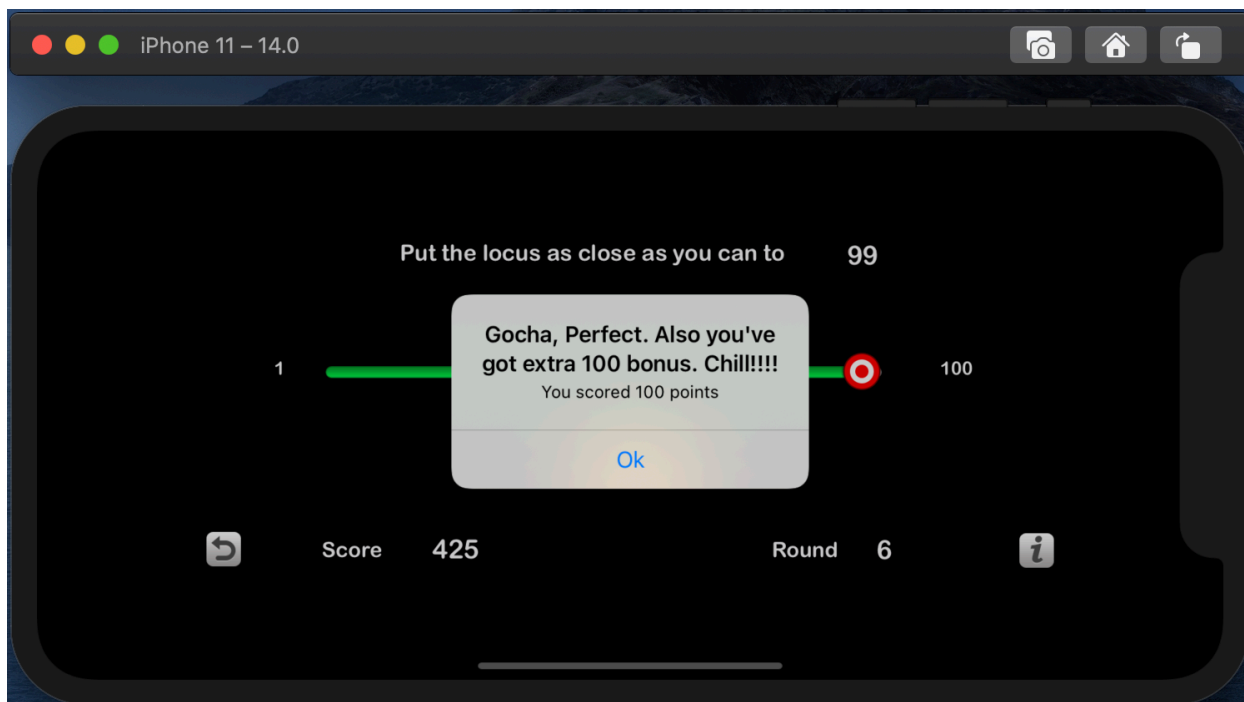 iPhone 11 – 14.0
Put the locus as close as you can to 99
Gocha, Perfect. Also you've
got extra 100 bonus. Chill!!!!
You scored 100 points
1 100
Ok
Score 425 Round 6 i